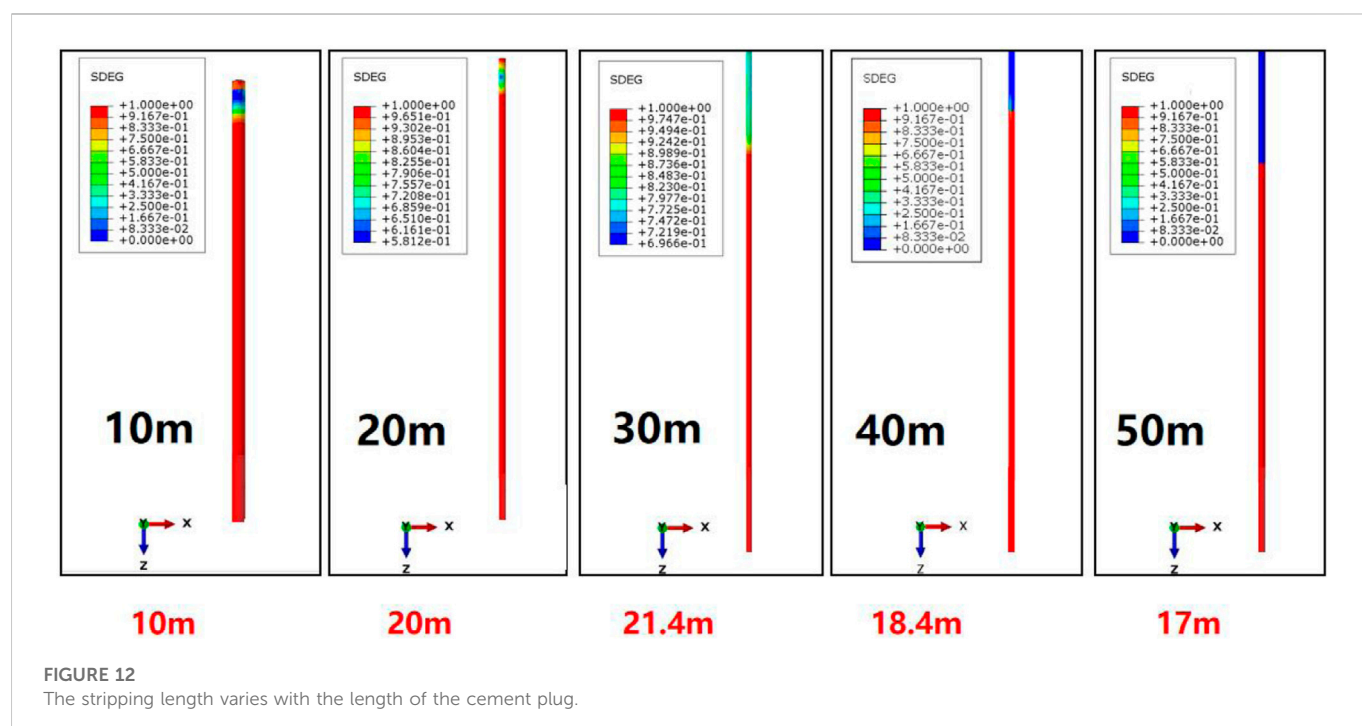 SDEG
+1.000e+00
+9.167e-01
+8.333e-01
+7.500e-01
+6.667e-01
+5.833e-01
+5.000e-01
+4.167e-01
+3.333e-01
+2.500e-01
+1.667e-01
+8.333e-02
+0.000e+00
10m
Y X
Z
SDEG
+1.000e+00
+9.651e-01
+9.302e-01
+8.953e-01
+8.604e-01
+8.255e-01
+7.906e-01
+7.557e-01
+7.208e-01
+6.859e-01
+6.510e-01
+6.161e-01
+5.812e-01
20m
Y X
Z
SDEG
+1.000e+00
+9.747e-01
+9.494e-01
+9.242e-01
+8.989e-01
+8.736e-01
+8.483e-01
+8.230e-01
+7.977e-01
+7.725e-01
+7.472e-01
+7.219e-01
+6.966e-01
30m
Y X
Z
SDEG
+1.000e+00
+9.167e-01
+8.333e-01
+7.500e-01
+6.667e-01
+5.833e-01
+5.000e-01
+4.167e-01
+3.333e-01
+2.500e-01
+1.667e-01
+8.333e-02
+0.000e+00
40m
Y X
Z
SDEG
+1.000e+00
+9.167e-01
+8.333e-01
+7.500e-01
+6.667e-01
+5.833e-01
+5.000e-01
+4.167e-01
+3.333e-01
+2.500e-01
+1.667e-01
+8.333e-02
+0.000e+00
50m
Y X
Z
10m 20m 21.4m 18.4m 17m
FIGURE 12
The stripping length varies with the length of the cement plug.